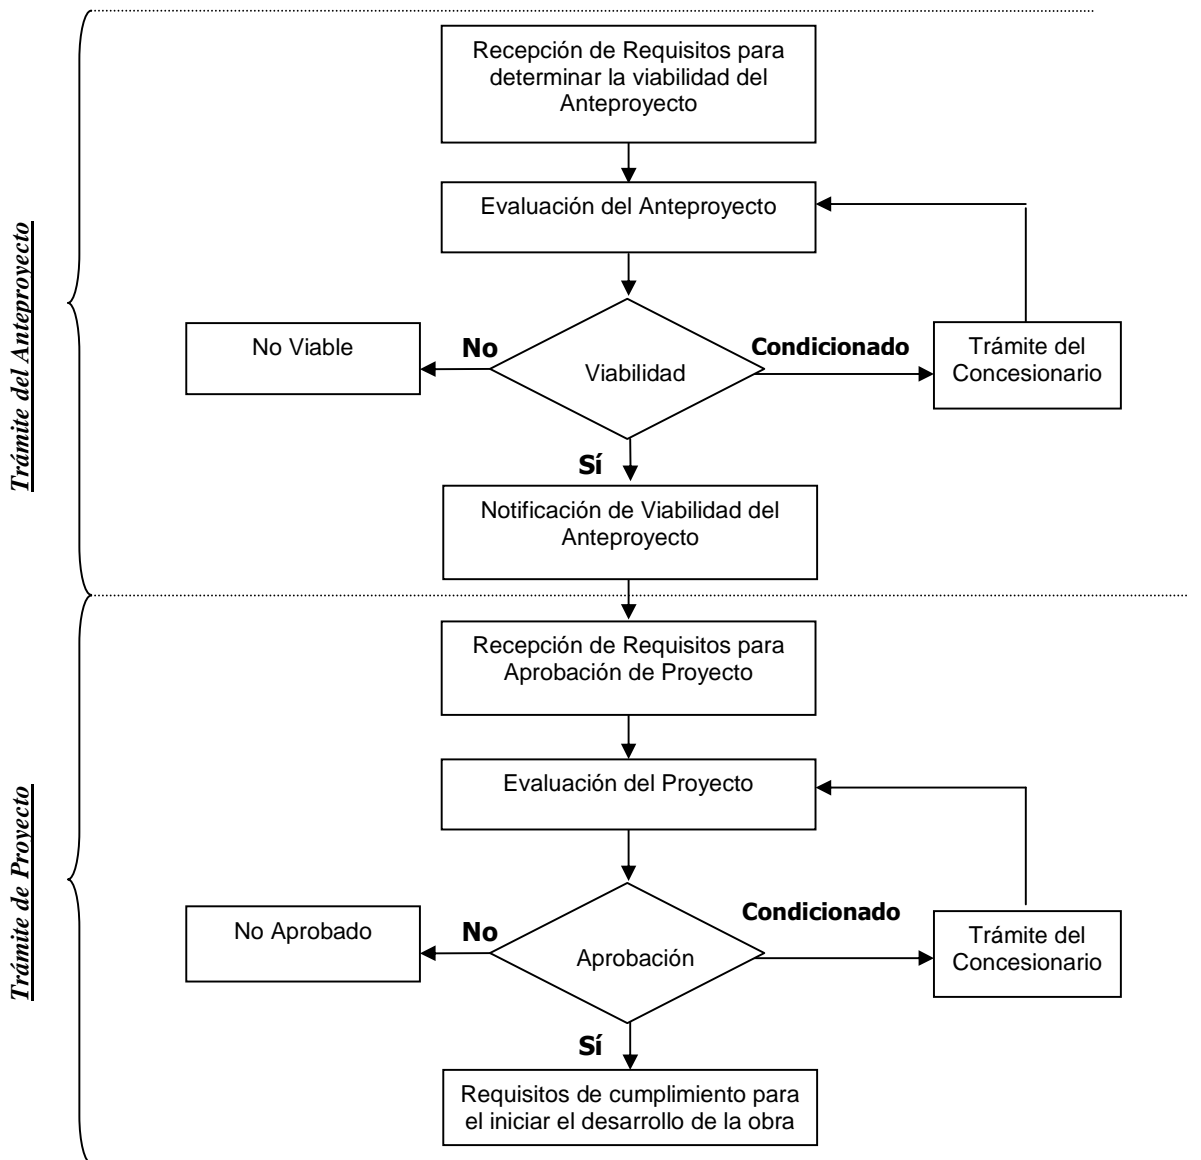 Trámite del Anteproyecto
Recepción de Requisitos para
determinar la viabilidad del
Anteproyecto
Evaluación del Anteproyecto
No Viable
No
Viabilidad
Condicionado
Trámite del
Concesionario
Sí
Notificación de Viabilidad del
Anteproyecto
Trámite de Proyecto
Recepción de Requisitos para
Aprobación de Proyecto
Evaluación del Proyecto
No Aprobado
No
Aprobación
Condicionado
Trámite del
Concesionario
Sí
Requisitos de cumplimiento para
el iniciar el desarrollo de la obra